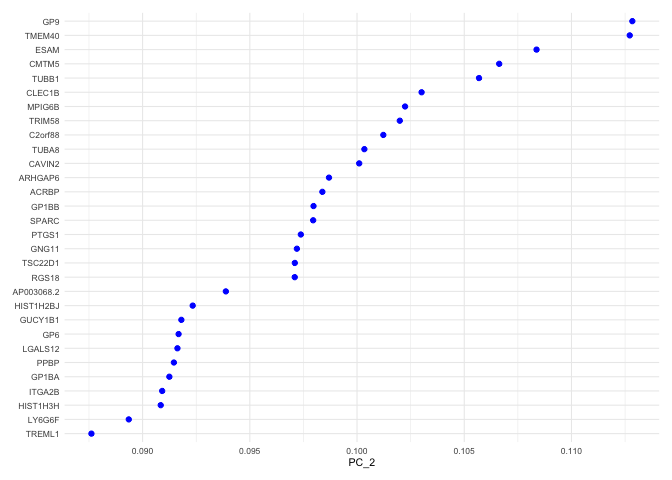 GP9
TMEM40
ESAM
CMTM5
TUBB1
CLEC1B
MPIG6B
TRIM58
C2orf88
TUBA8
CAVIN2
ARHGAP6
ACRBP
GP1BB
SPARC
PTGS1
GNG11
TSC22D1
RGS18
AP003068.2
HIST1H2BJ
GUCY1B1
GP6
LGALS12
PPBP
GP1BA
ITGA2B
HIST1H3H
LY6G6F
TREML1
0.090 0.095 0.100 0.105 0.110
PC_2